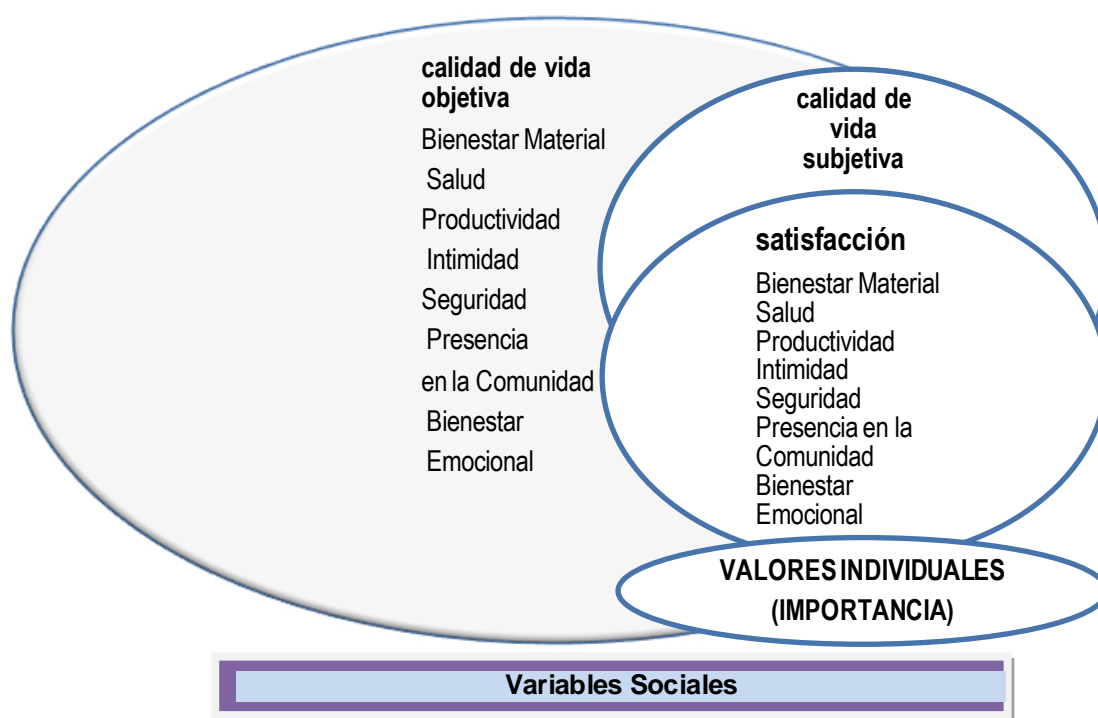 calidad de vida
objetiva
Bienestar Material
Salud
Productividad
Intimidad
Seguridad
Presencia
en la Comunidad
Bienestar
Emocional
calidad de
vida
subjetiva
satisfacción
Bienestar Material
Salud
Productividad
Intimidad
Seguridad
Presencia en la
Comunidad
Bienestar
Emocional
VALORES INDIVIDUALES
(IMPORTANCIA)
Variables Sociales